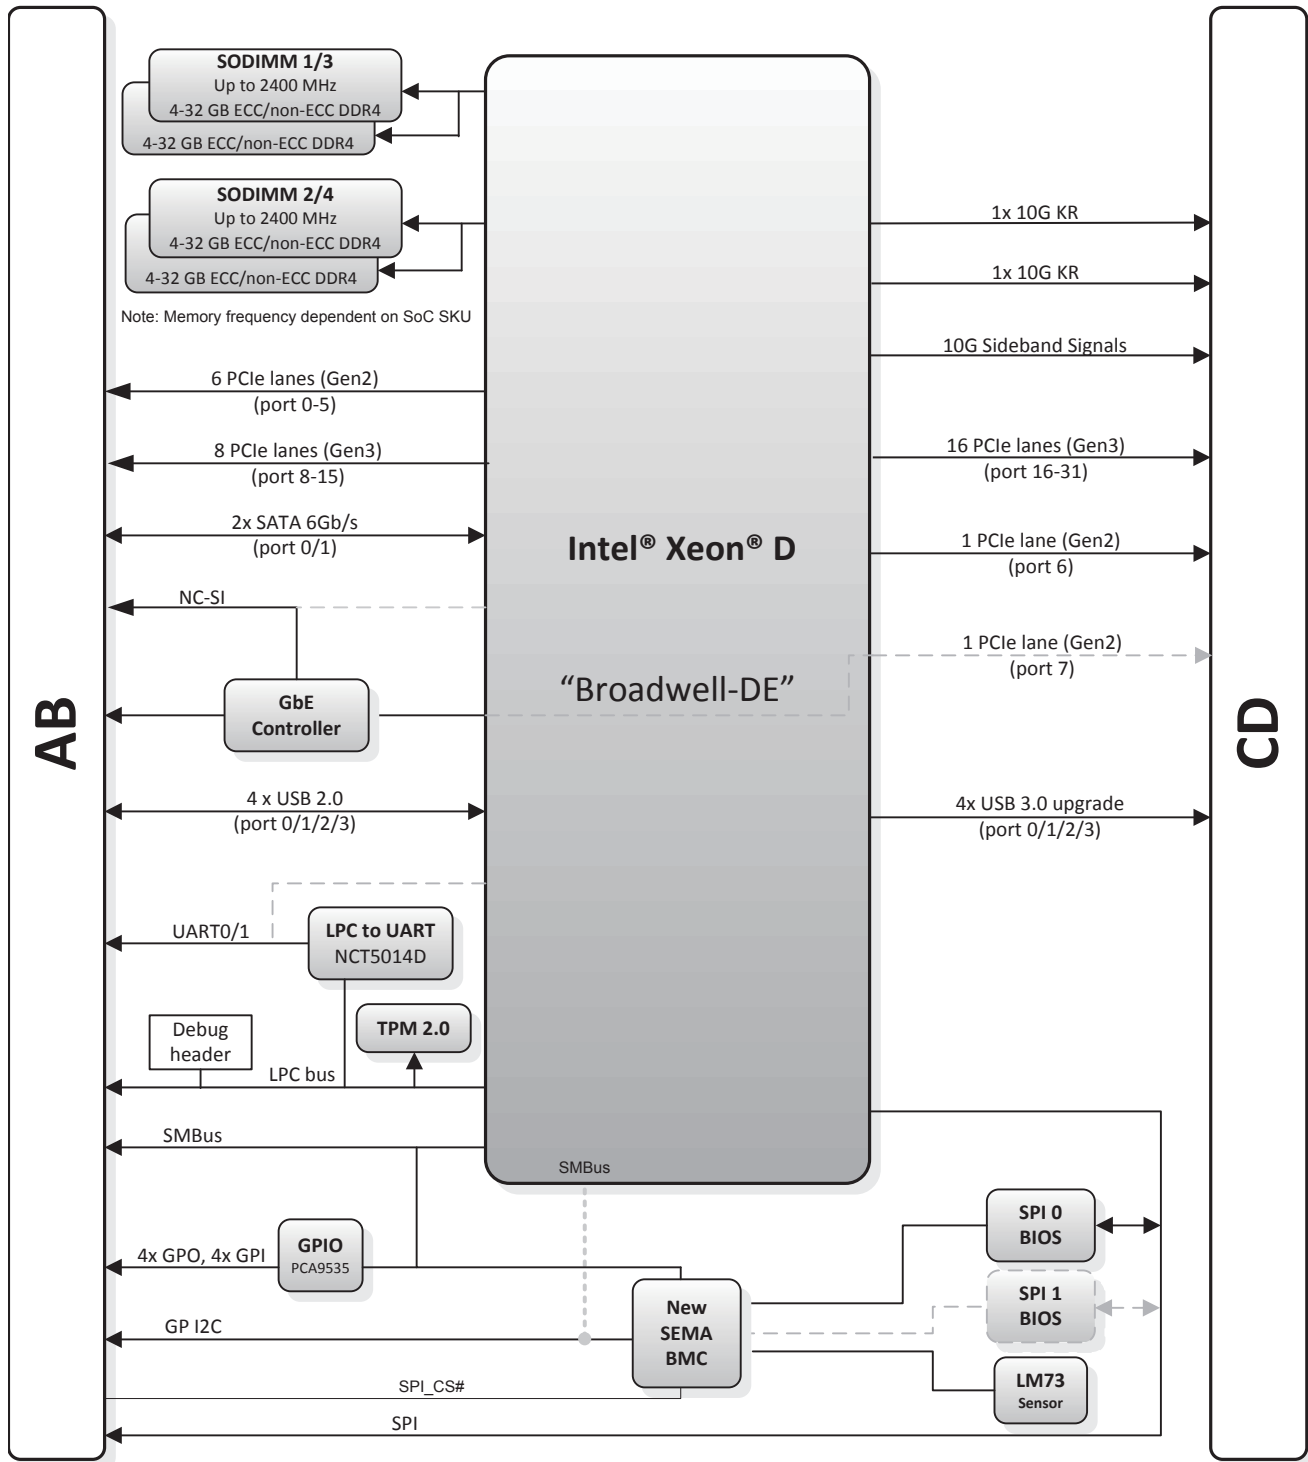 SODIMM 1/3
Up to 2400 MHz
4-32 GB ECC/non-ECC DDR4
4-32 GB ECC/non-ECC DDR4
SODIMM 2/4
Up to 2400 MHz
4-32 GB ECC/non-ECC DDR4
4-32 GB ECC/non-ECC DDR4
Note: Memory frequency dependent on SoC SKU
6 PCIe lanes (Gen2)
(port 0-5)
8 PCIe lanes (Gen3)
(port 8-15)
2x SATA 6Gb/s
(port 0/1)
NC-SI
GbE
Controller
4 x USB 2.0
(port 0/1/2/3)
UART0/1
LPC to UART
NCT5014D
TPM 2.0
Debug
header
LPC bus
SMBus
4x GPO, 4x GPI
GPIO
PCA9535
GP I2C
SPI_CS#
SPI
AB
Intel® Xeon® D
“Broadwell-DE”
SMBus
New
SEMA
BMC
1x 10G KR
1x 10G KR
10G Sideband Signals
16 PCIe lanes (Gen3)
(port 16-31)
1 PCIe lane (Gen2)
(port 6)
1 PCIe lane (Gen2)
(port 7)
4x USB 3.0 upgrade
(port 0/1/2/3)
SPI 0
BIOS
SPI 1
BIOS
LM73
Sensor
CD